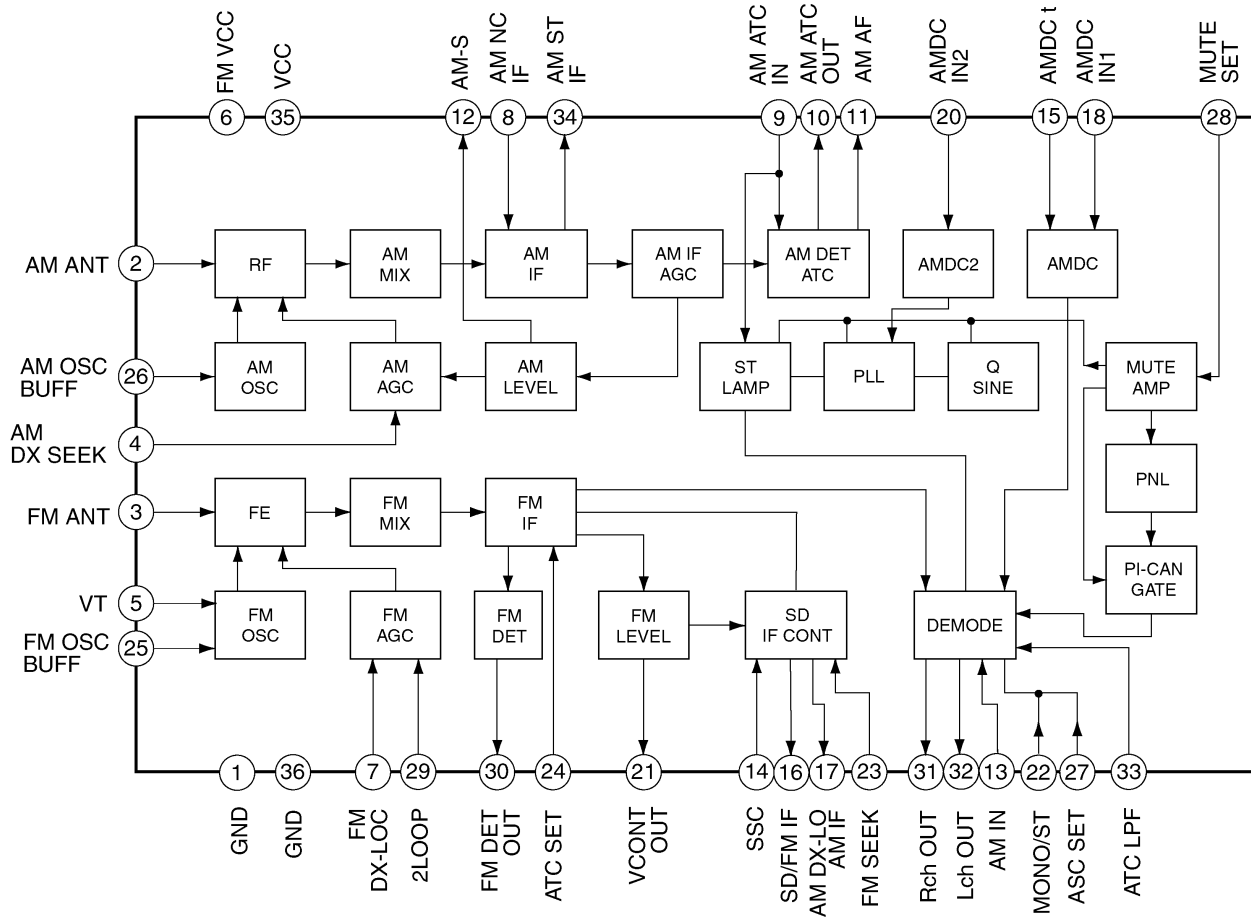 FM VCC
VCC
AM-S
AM NC
IF
AM ST
IF
AM ATC
IN
AM ATC
OUT
AM AF
AMDC
IN2
AMDC t
AMDC
IN1
MUTE
SET
6
35
12
8
34
9
10
11
20
15
18
28
AM ANT
2
RF
AM
MIX
AM
IF
AM IF
AGC
AM DET
ATC
AMDC2
AMDC
AM OSC
BUFF
26
AM
OSC
AM
AGC
AM
LEVEL
ST
LAMP
PLL
Q
SINE
MUTE
AMP
AM
DX SEEK
4
PNL
FM ANT
3
FE
FM
MIX
FM
IF
PI-CAN
GATE
VT
5
FM OSC
BUFF
25
FM
OSC
FM
AGC
FM
DET
FM
LEVEL
SD
IF CONT
DEMODE
1
36
7
29
30
24
21
14
16
17
23
31
32
13
22
27
33
GND
GND
FM
DX-LOC
2LOOP
FM DET
OUT
ATC SET
VCONT
OUT
SSC
SD/FM IF
AM DX-LO
AM IF
FM SEEK
Rch OUT
Lch OUT
AM IN
MONO/ST
ASC SET
ATC LPF